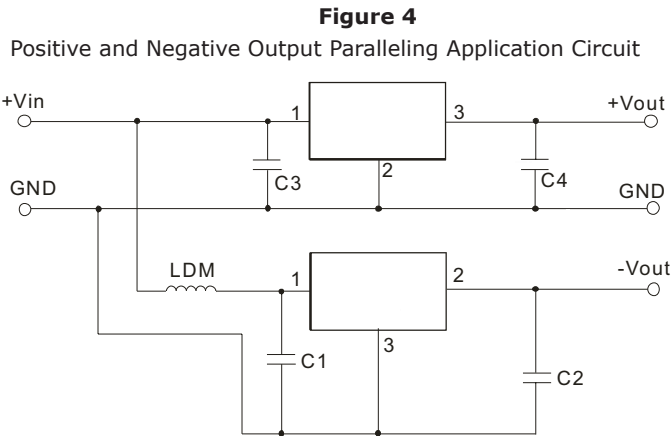 Figure 4
Positive and Negative Output Paralleling Application Circuit
+Vin
1
3
+Vout
C3
2
C4
GND
GND
LDM
1
2
-Vout
C1
3
C2